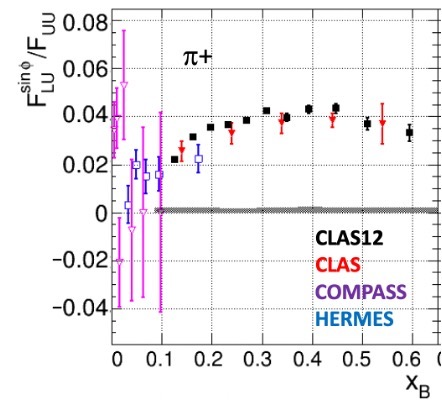 F_LU^sinϕ/F_UU
π+
0.08
0.06
0.04
0.02
0
−0.02
−0.04
CLAS12
CLAS
COMPASS
HERMES
0 0.1 0.2 0.3 0.4 0.5 0.6 0
x_B